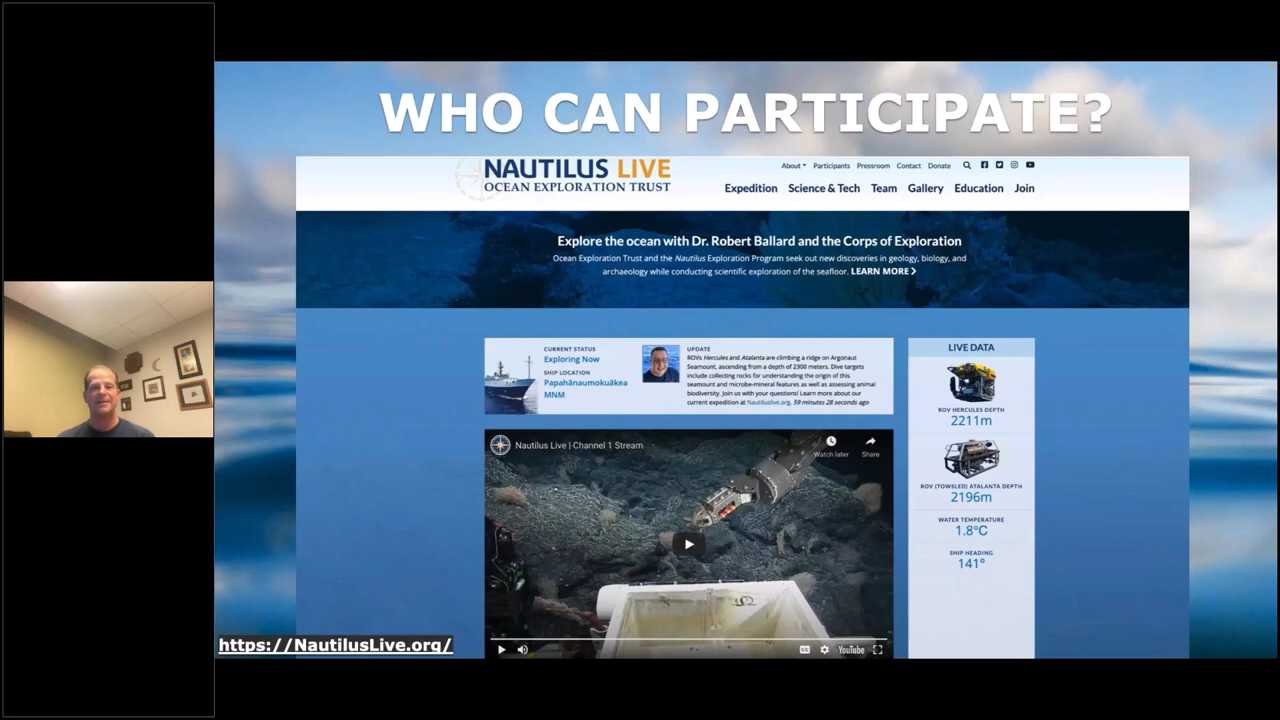 WHO CAN PARTICIPATE?
NAUTILUS LIVE
OCEAN EXPLORATION TRUST
About Participants Pressroom Contact Donate
Expedition Science & Tech Team Gallery Education Join
Explore the ocean with Dr. Robert Ballard and the Corps of Exploration
Ocean Exploration Trust and the Nautilus Exploration Program seek out new discoveries in geology, biology, and
archaeology while conducting scientific exploration of the seafloor. LEARN MORE
CURRENT STATUS
Exploring Now
SHIP LOCATION
Papahānaumokuākea
MNM
UPDATE
ROVs Hercules and Atalanta are climbing a ridge on Argonaut
Seamount, ascending from a depth of 2300 meters. Dive targets
include collecting rocks for understanding the origin of this
seamount and microbe-mineral features as well as assessing animal
biodiversity. Join us with your questions! Learn more about our
current expedition at Nautiluslive.org. 59 minutes 28 seconds ago
LIVE DATA
ROV HERCULES DEPTH
2211m
ROV (TOWSLED) ATALANTA DEPTH
2196m
WATER TEMPERATURE
1.8°C
SHIP HEADING
141°
Nautilus Live | Channel 1 Stream
Watch later Share
CC YouTube
https://NautilusLive.org/